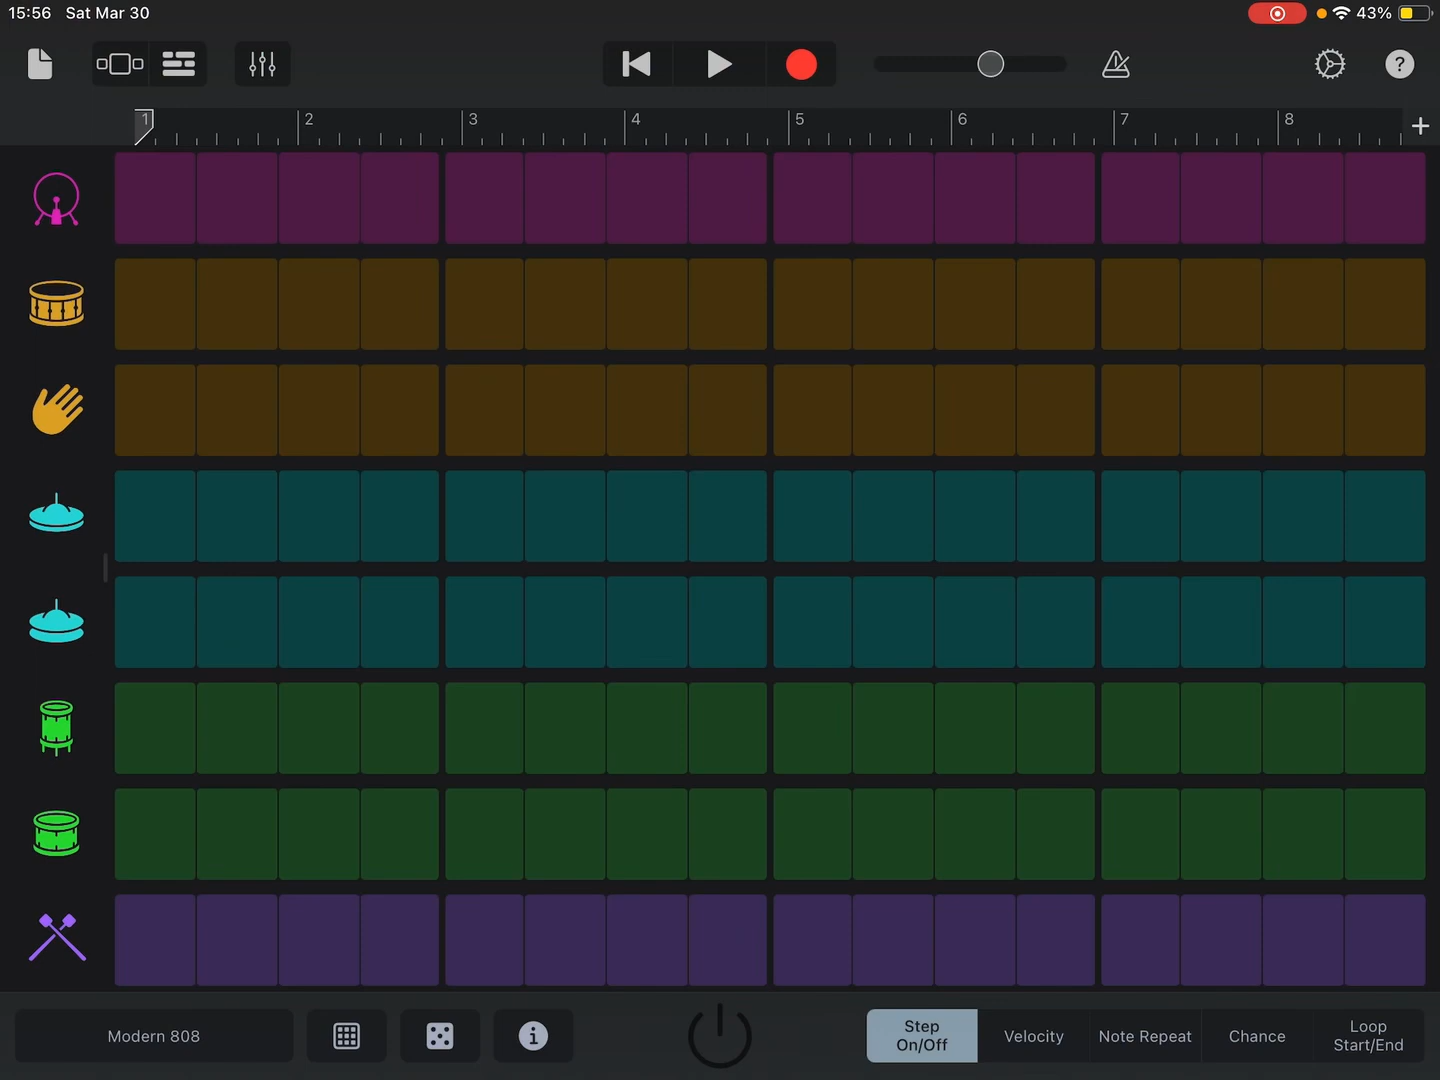 15:56 Sat Mar 30 43%
1 2 3 4 5 6 7 8
Modern 808
Step
On/Off
Velocity
Note Repeat
Chance
Loop
Start/End